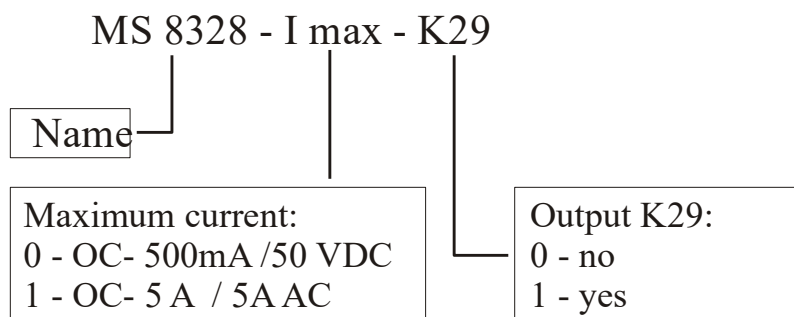 MS 8328 - I max - K29
Name
Maximum current:
0 - OC- 500mA /50 VDC
1 - OC- 5 A / 5A AC
Output K29:
0 - no
1 - yes